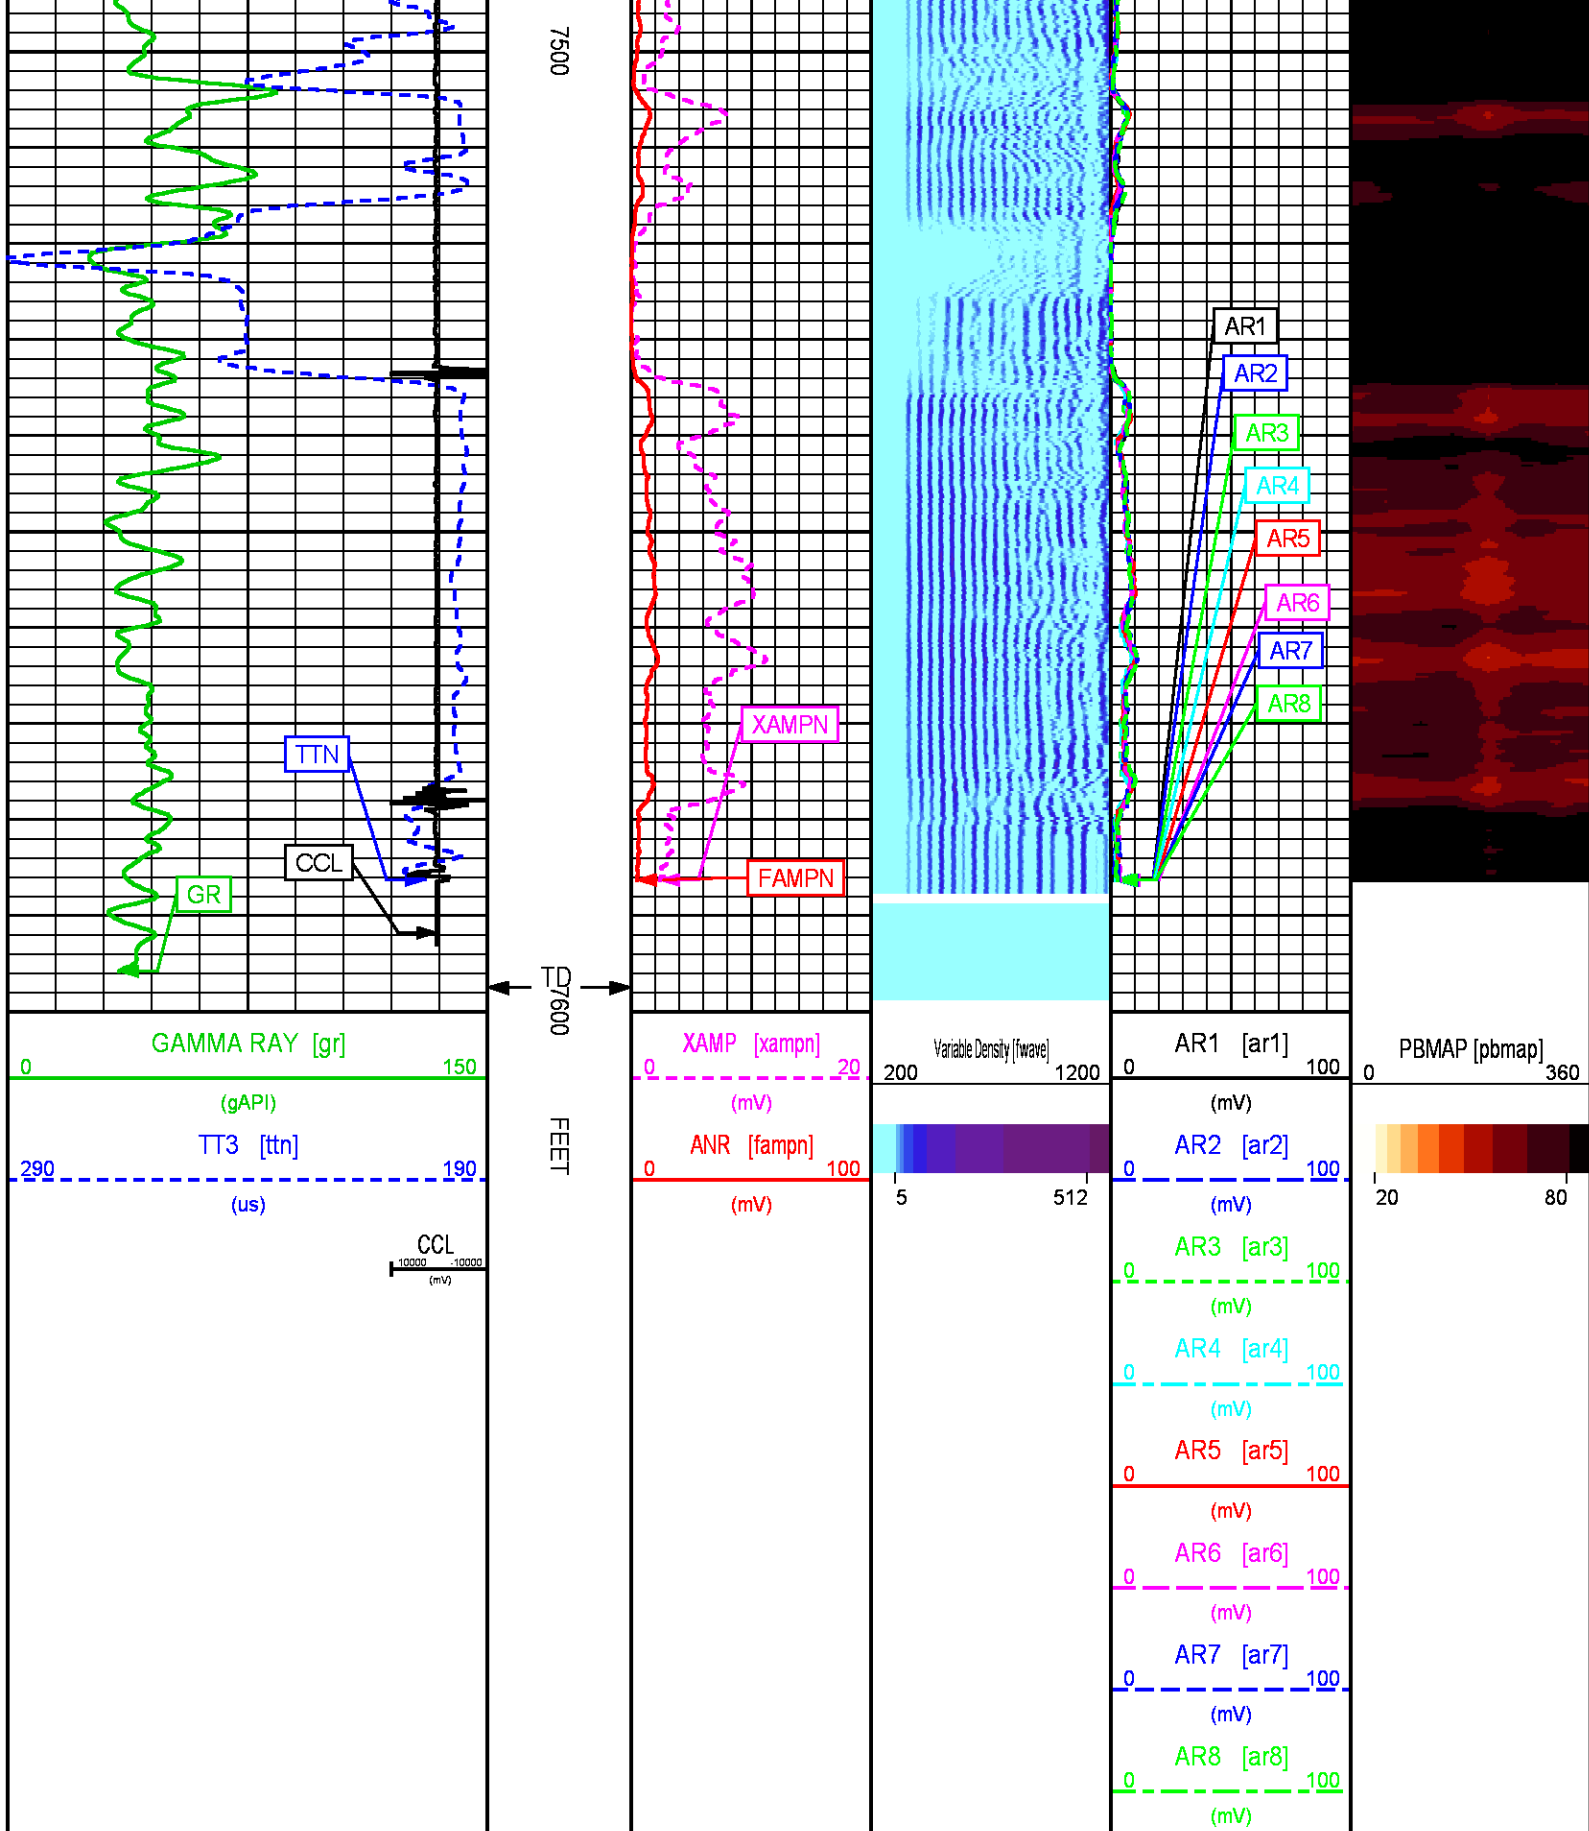 7500
AR1
AR2
AR3
AR4
AR5
AR6
AR7
AR8
XAMPN
TTN
CCL
FAMPN
GR
TD
7600
FEET
GAMMA RAY [gr]
0 150
(gAPI)
TT3 [ttn]
290 190
(us)
CCL
10000 -10000
(mV)
XAMP [xampn]
0 20
(mV)
ANR [fampn]
0 100
(mV)
Variable Density [fwave]
200 1200
5 512
AR1 [ar1]
0 100
(mV)
AR2 [ar2]
0 100
(mV)
AR3 [ar3]
0 100
(mV)
AR4 [ar4]
0 100
(mV)
AR5 [ar5]
0 100
(mV)
AR6 [ar6]
0 100
(mV)
AR7 [ar7]
0 100
(mV)
AR8 [ar8]
0 100
(mV)
PBMAP [pbmap]
0 360
20 80